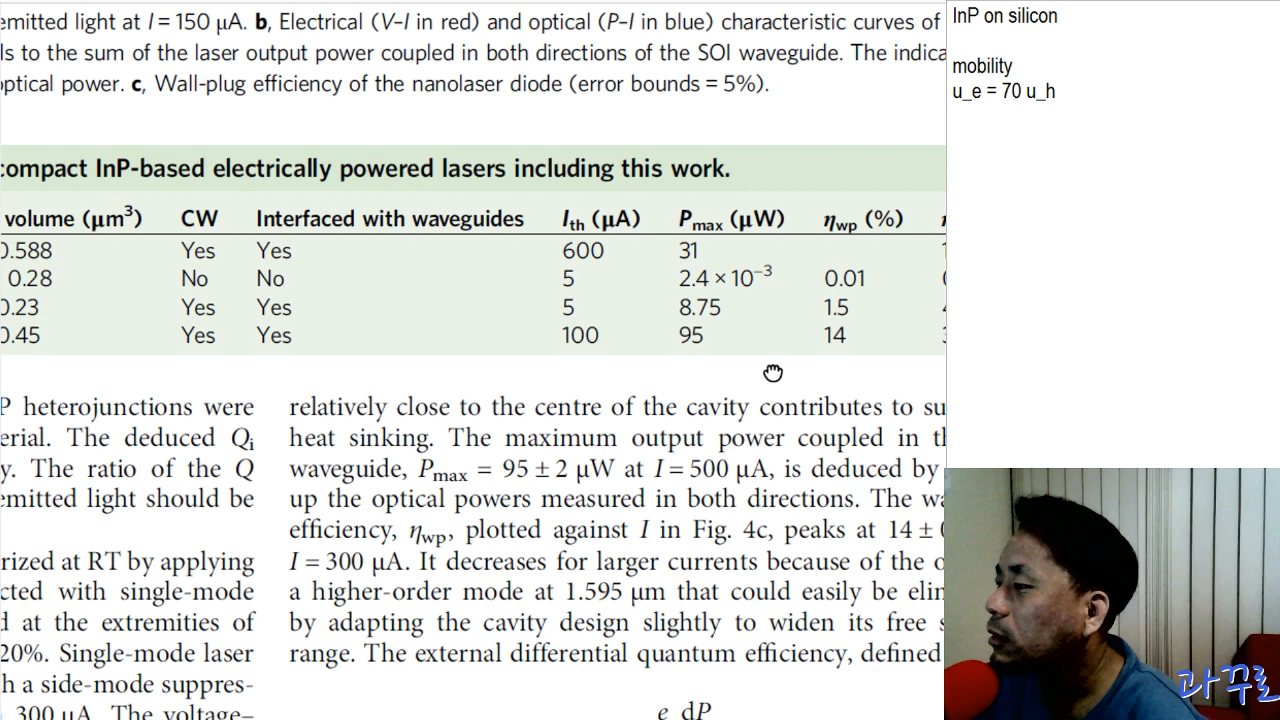 emitted light at I = 150 μA. b, Electrical (V–I in red) and optical (P–I in blue) characteristic curves of
ls to the sum of the laser output power coupled in both directions of the SOI waveguide. The indica
optical power. c, Wall-plug efficiency of the nanolaser diode (error bounds = 5%).
compact InP-based electrically powered lasers including this work.
volume (μm³) CW Interfaced with waveguides Ith (μA) Pmax (μW) ηwp (%)
0.588 Yes Yes 600 31
0.28 No No 5 2.4 × 10⁻³ 0.01
0.23 Yes Yes 5 8.75 1.5
0.45 Yes Yes 100 95 14
P heterojunctions were
erial. The deduced Qi
y. The ratio of the Q
emitted light should be
rized at RT by applying
cted with single-mode
d at the extremities of
20%. Single-mode laser
h a side-mode suppres-
300 μA. The voltage–
relatively close to the centre of the cavity contributes to su
heat sinking. The maximum output power coupled in th
waveguide, Pmax = 95 ± 2 μW at I = 500 μA, is deduced by
up the optical powers measured in both directions. The wa
efficiency, ηwp, plotted against I in Fig. 4c, peaks at 14 ±
I = 300 μA. It decreases for larger currents because of the o
a higher-order mode at 1.595 μm that could easily be elin
by adapting the cavity design slightly to widen its free s
range. The external differential quantum efficiency, defined
e dP
InP on silicon
mobility
u_e = 70 u_h
과꾸로